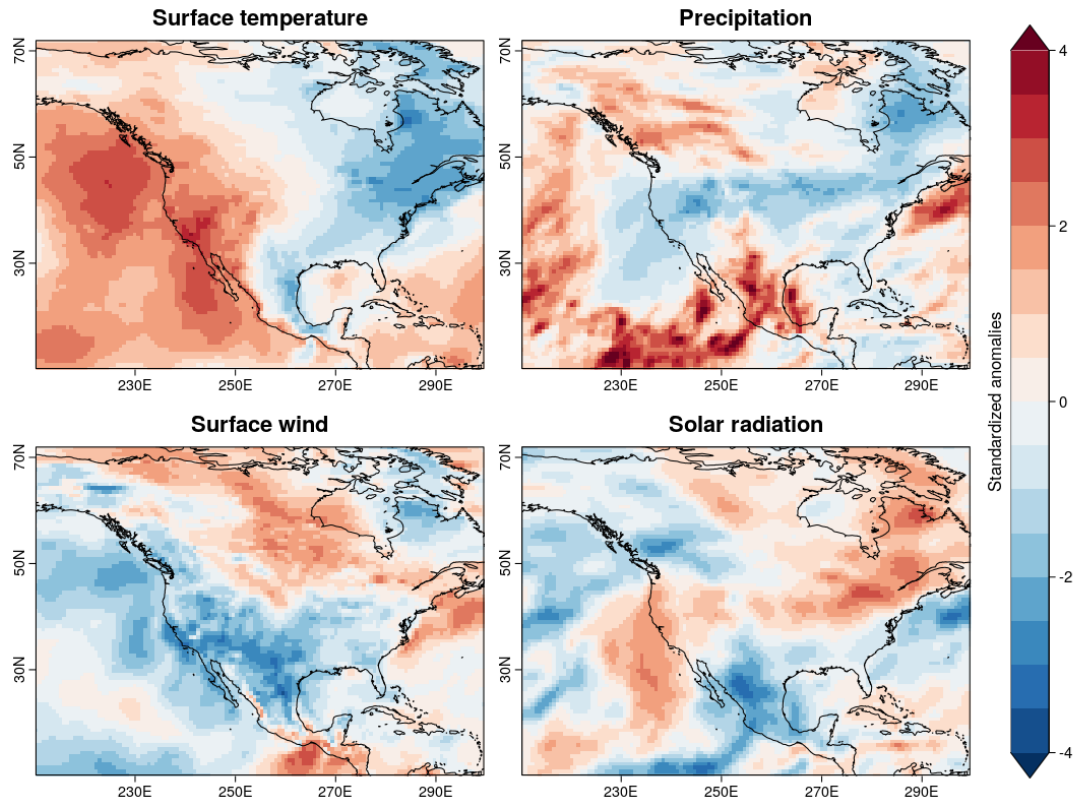 Surface temperature
Precipitation
70N
50N
30N
230E
250E
270E
290E
70N
50N
30N
230E
250E
270E
290E
Surface wind
Solar radiation
70N
50N
30N
230E
250E
270E
290E
70N
50N
30N
230E
250E
270E
290E
Standardized anomalies
4
2
0
-2
-4